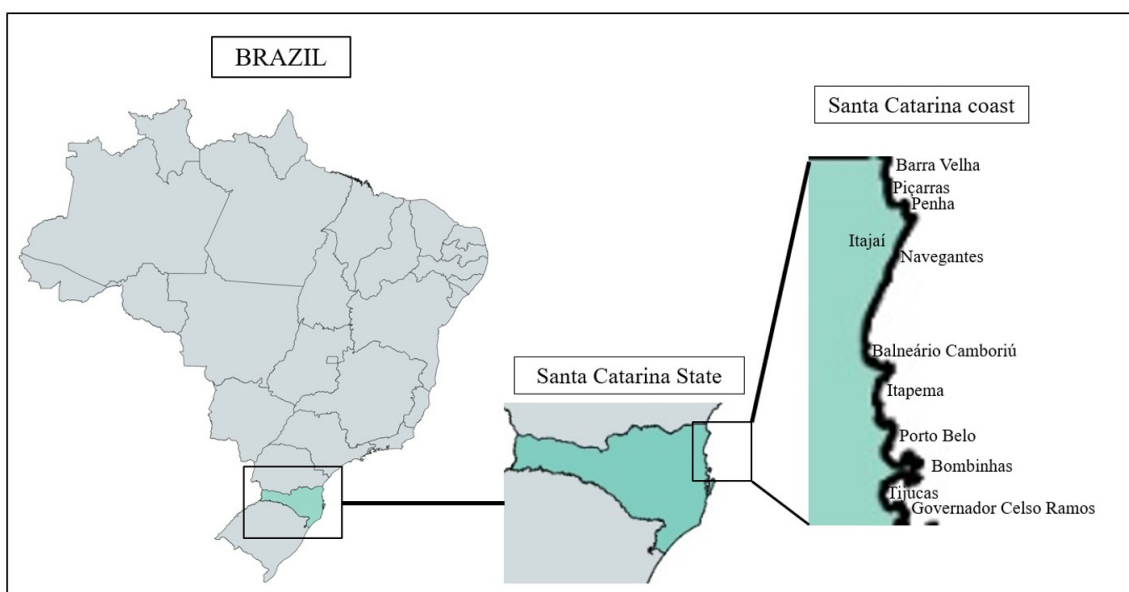 BRAZIL
Santa Catarina coast
Barra Velha
Piçarras
Penha
Itajaí
Navegantes
Balneário Camboriú
Santa Catarina State
Itapema
Porto Belo
Bombinhas
Tijucas
Governador Celso Ramos